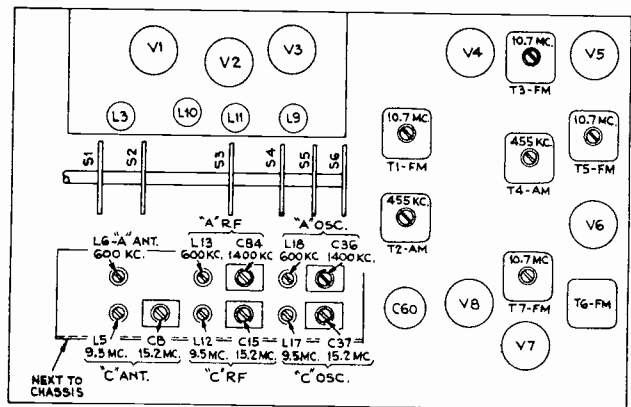 V1
V2
V3
V4
10.7 MC.
V5
T3-FM
L3
L10
L11
L9
10.7 MC.
T1-FM
455 KC.
T4-AM
10.7 MC.
T5-FM
S1
S2
S3
S4
S5
S6
455 KC.
T2-AM
V6
"A" RF
"A" OSC.
L6-"A" ANT.
L13
C84
L18
C36
600 KC.
600 KC.
1400 KC.
600 KC.
1400 KC.
10.7 MC.
T7-FM
T6-FM
C60
V8
V7
L5
C8
L12
C15
L17
C37
9.5 MC.
15.2 MC.
9.5 MC.
15.2 MC.
9.5 MC.
15.2 MC.
"C" ANT.
"C" RF
"C" OSC.
NEXT TO
CHASSIS